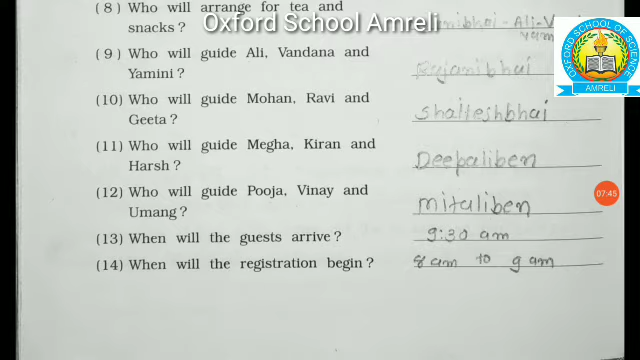 Oxford School Amreli
(8) Who will arrange for tea and
snacks?
(9) Who will guide Ali, Vandana and
Yamini?
Rajanibhai
(10) Who will guide Mohan, Ravi and
Geeta?
Shaileshbhai
(11) Who will guide Megha, Kiran and
Harsh?
Deepaliben
(12) Who will guide Pooja, Vinay and
Umang?
Mitaliben
(13) When will the guests arrive?
9:30 am
(14) When will the registration begin?
8 am to 9 am
OXFORD SCHOOL OF SCIENCE
AMRELI
07:45